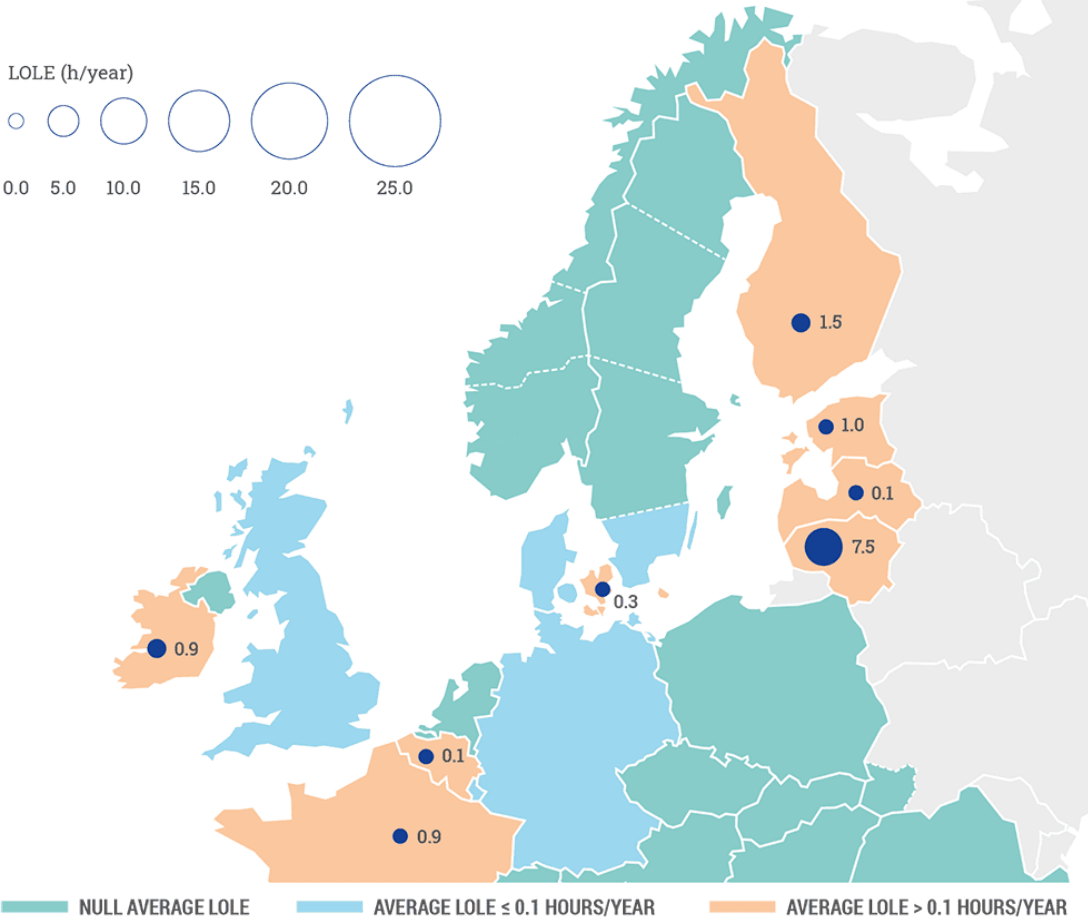 LOLE (h/year)
0.0 5.0 10.0 15.0 20.0 25.0
1.5
1.0
0.1
7.5
0.3
0.9
0.1
0.9
NULL AVERAGE LOLE AVERAGE LOLE ≤ 0.1 HOURS/YEAR AVERAGE LOLE > 0.1 HOURS/YEAR